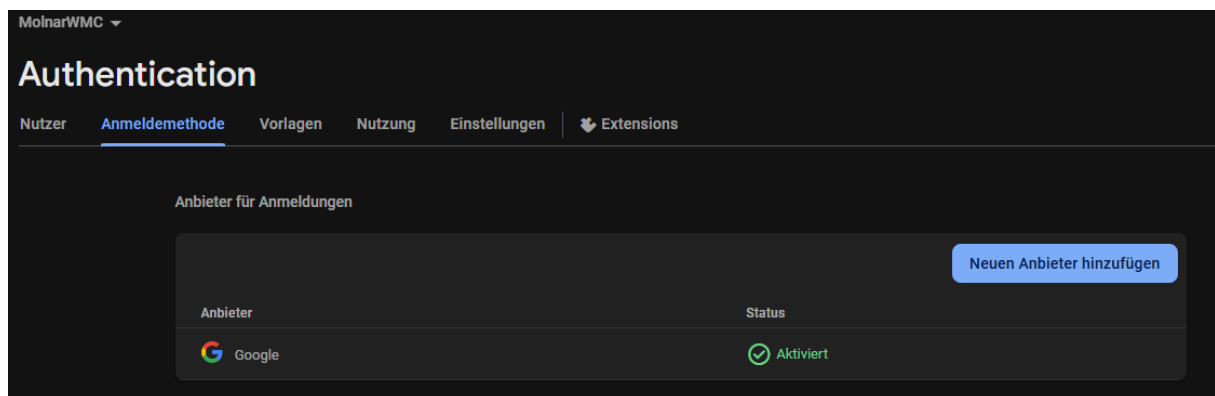 MolnarWMC
Authentication
Nutzer Anmeldemethode Vorlagen Nutzung Einstellungen Extensions
Anbieter für Anmeldungen
Neuen Anbieter hinzufügen
Anbieter Status
Google Aktiviert